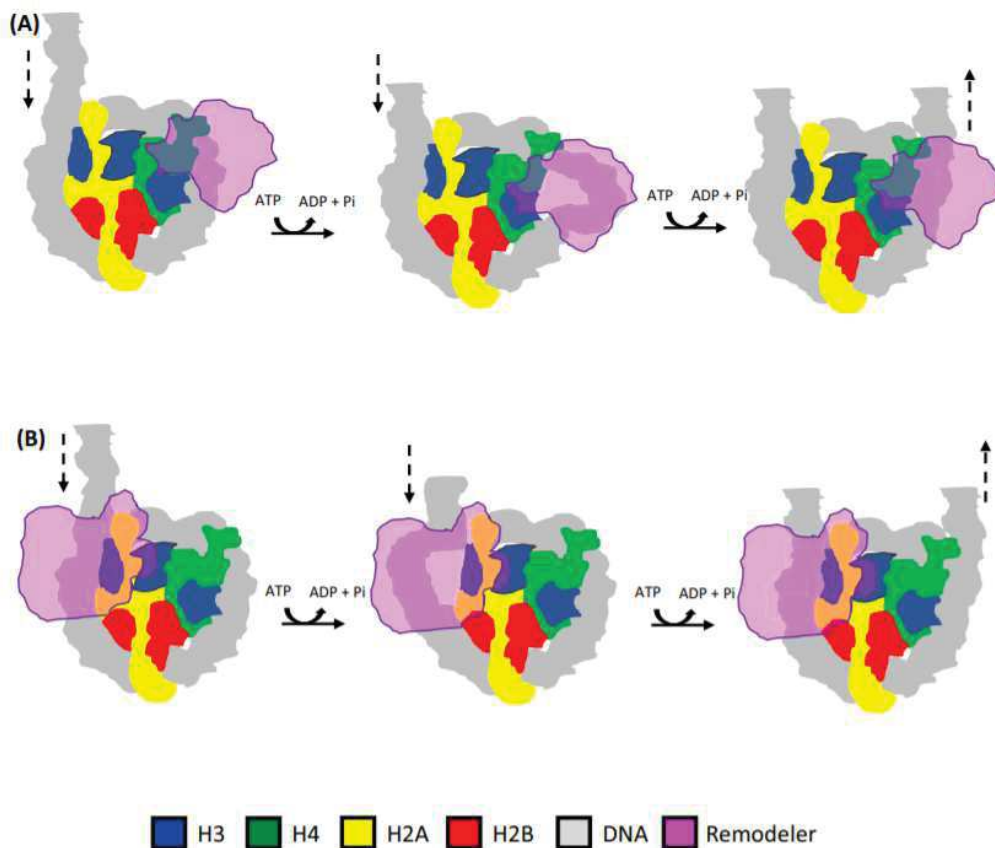 (A)
ATP ADP + Pi
ATP ADP + Pi
(B)
ATP ADP + Pi
ATP ADP + Pi
H3 H4 H2A H2B DNA Remodeler